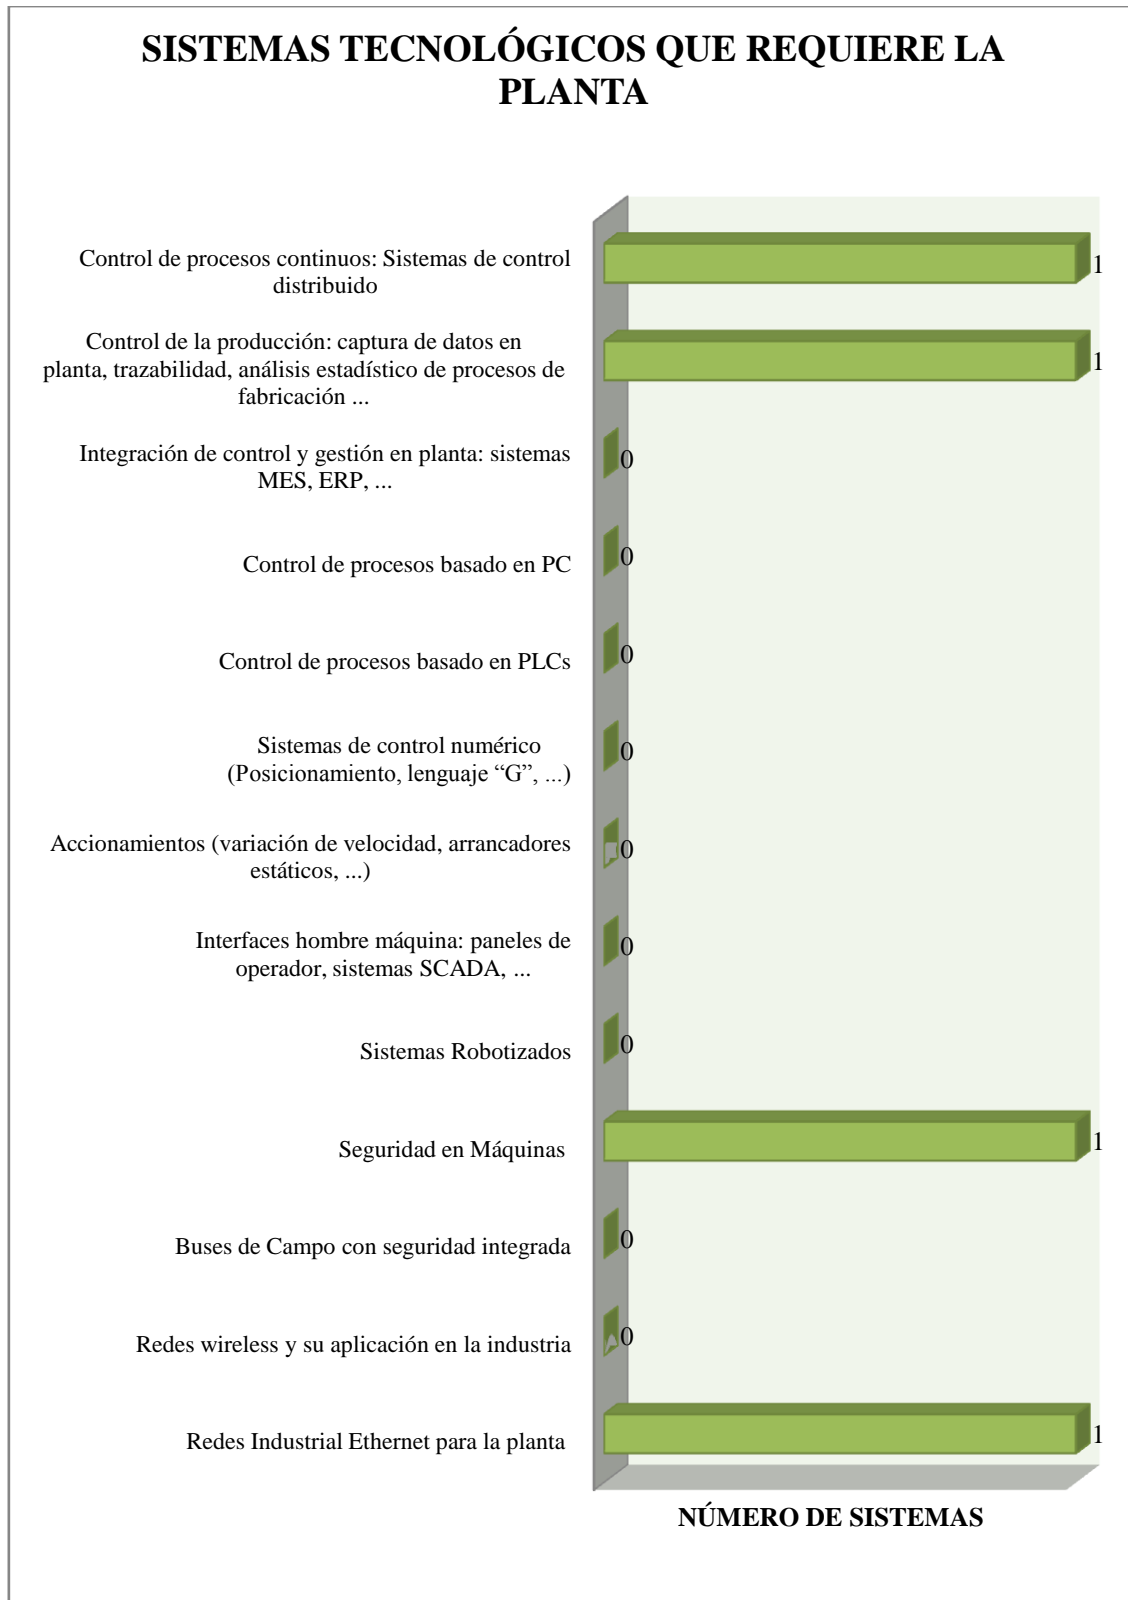 SISTEMAS TECNOLÓGICOS QUE REQUIERE LA
PLANTA
Control de procesos continuos: Sistemas de control
distribuido
1
Control de la producción: captura de datos en
planta, trazabilidad, análisis estadístico de procesos de
fabricación ...
1
Integración de control y gestión en planta: sistemas
MES, ERP, ...
0
Control de procesos basado en PC
0
Control de procesos basado en PLCs
0
Sistemas de control numérico
(Posicionamiento, lenguaje “G”, ...)
0
Accionamientos (variación de velocidad, arrancadores
estáticos, ...)
0
Interfaces hombre máquina: paneles de
operador, sistemas SCADA, ...
0
Sistemas Robotizados
0
Seguridad en Máquinas
1
Buses de Campo con seguridad integrada
0
Redes wireless y su aplicación en la industria
0
Redes Industrial Ethernet para la planta
1
NÚMERO DE SISTEMAS